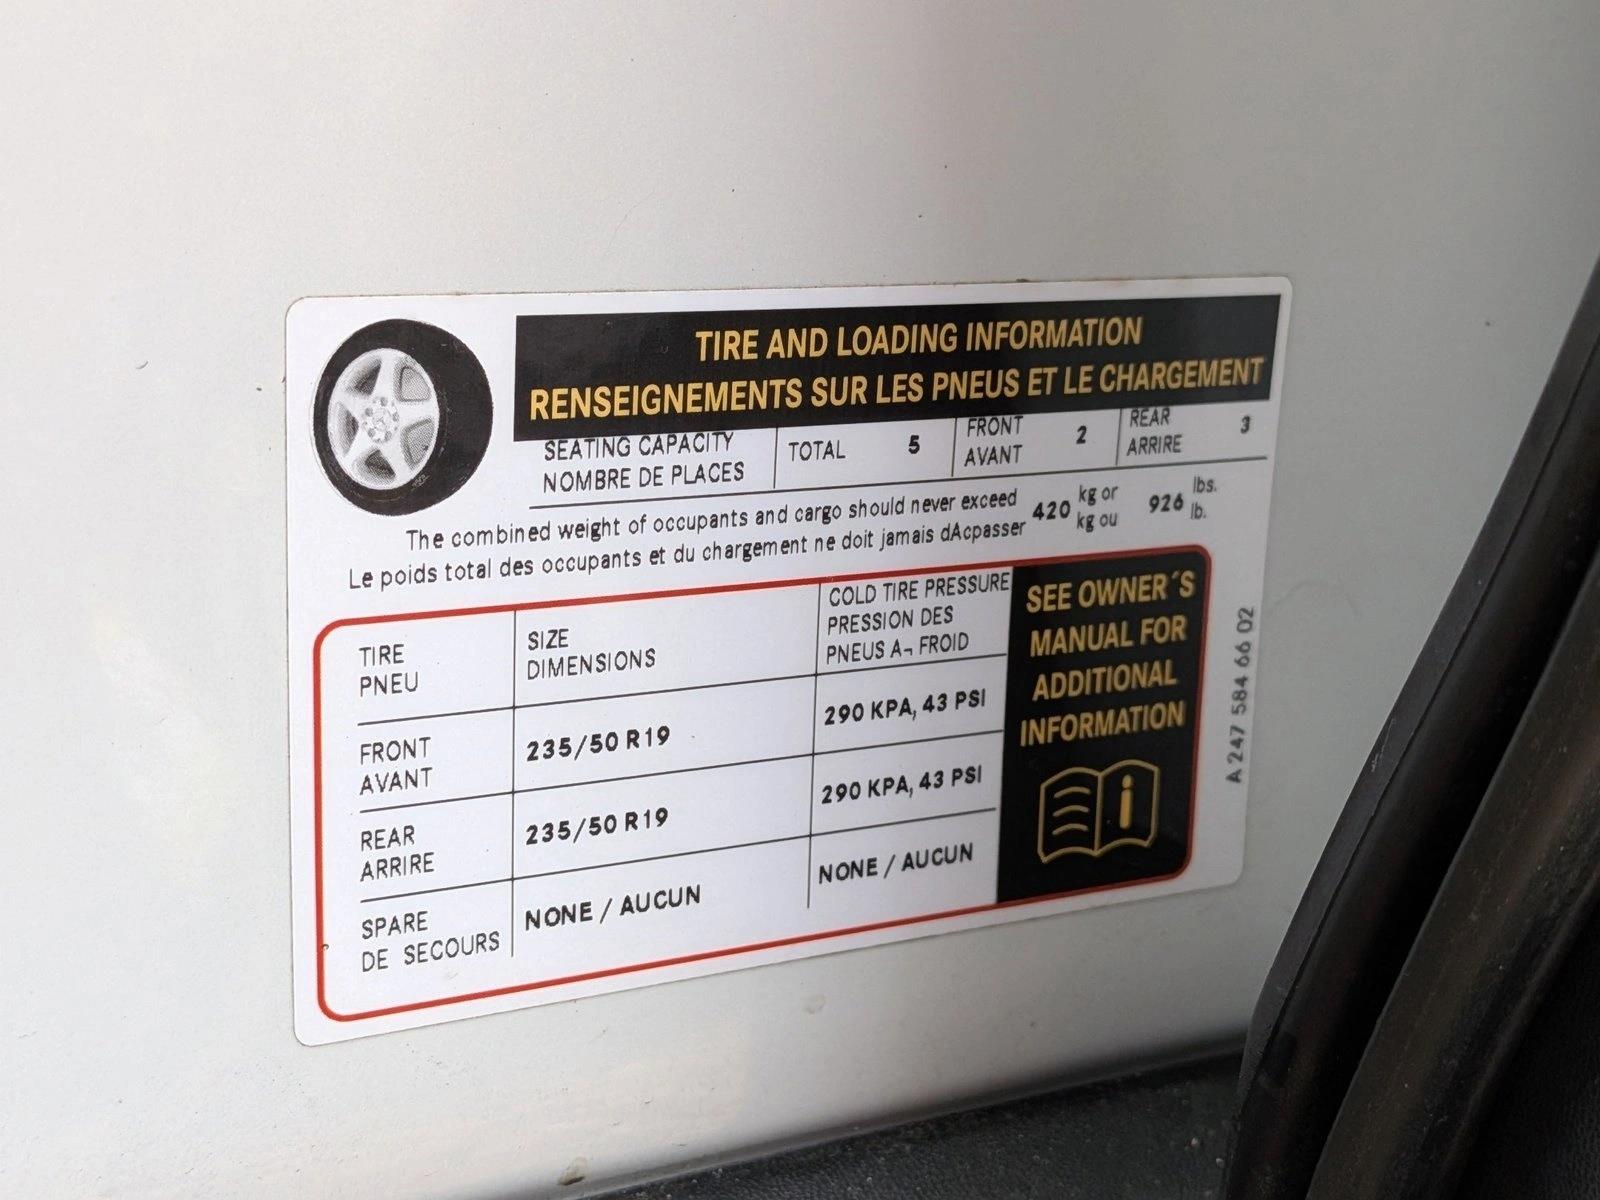 TIRE AND LOADING INFORMATION
RENSEIGNEMENTS SUR LES PNEUS ET LE CHARGEMENT
SEATING CAPACITY
NOMBRE DE PLACES
TOTAL 5
FRONT
AVANT
2
REAR
ARRIRE
3
The combined weight of occupants and cargo should never exceed
Le poids total des occupants et du chargement ne doit jamais dAcpasser
420
kg or
kg ou
926
lbs.
lb.
TIRE
PNEU
SIZE
DIMENSIONS
COLD TIRE PRESSURE
PRESSION DES
PNEUS A¬ FROID
FRONT
AVANT
235/50 R19
290 KPA, 43 PSI
REAR
ARRIRE
235/50 R19
290 KPA, 43 PSI
SPARE
DE SECOURS
NONE / AUCUN
NONE / AUCUN
SEE OWNER´S
MANUAL FOR
ADDITIONAL
INFORMATION
A 247 584 66 02